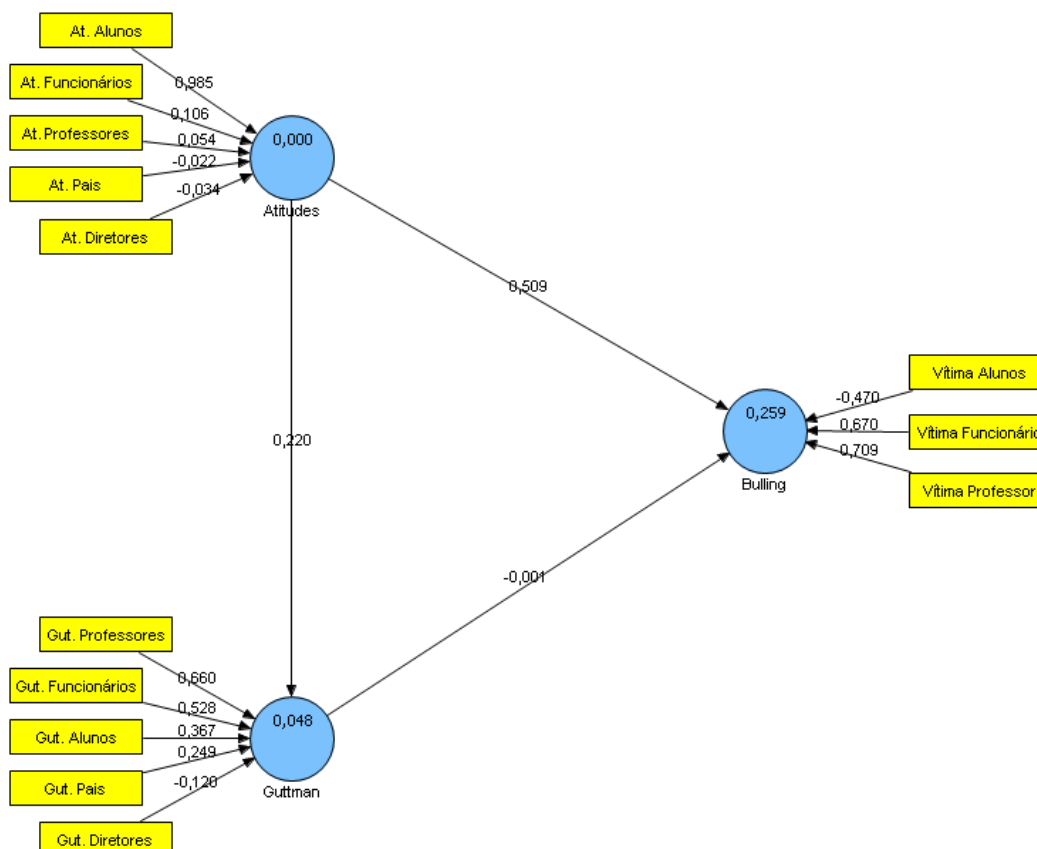 At. Alunos
0,985
At. Funcionários
0,106
At. Professores
0,054
At. Pais
-0,022
At. Diretores
-0,034
0,000
Atitudes
0,509
0,220
0,259
Bulling
Vítima Alunos
-0,470
Vítima Funcionário
0,670
Vítima Professor
0,709
-0,001
Gut. Professores
0,660
Gut. Funcionários
0,528
Gut. Alunos
0,367
Gut. Pais
0,249
Gut. Diretores
-0,120
0,048
Guttman